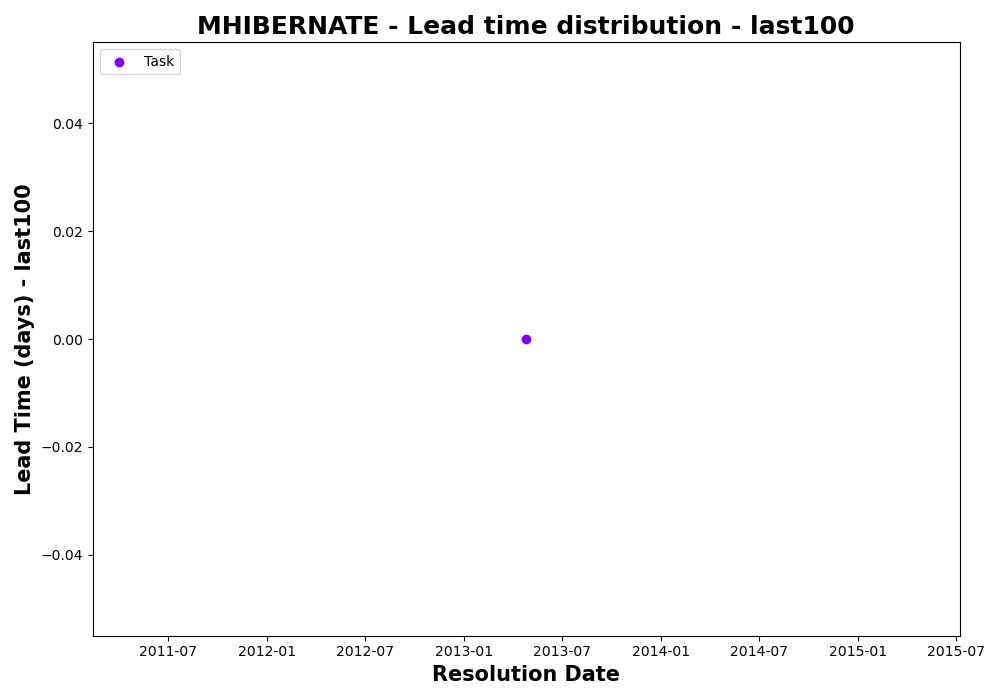 MHIBERNATE - Lead time distribution - last100
Task
Lead Time (days) - last100
0.04
0.02
0.00
−0.02
−0.04
2011-07 2012-01 2012-07 2013-01 2013-07 2014-01 2014-07 2015-01 2015-07
Resolution Date